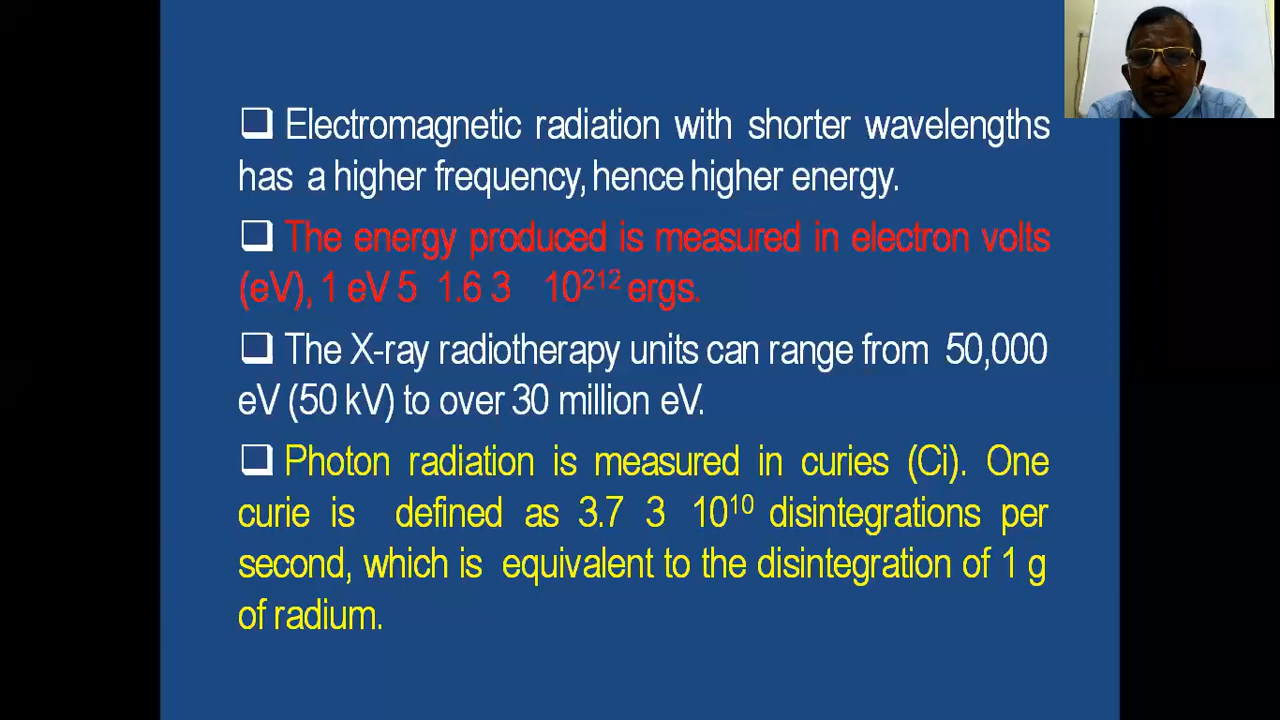 ❑ Electromagnetic radiation with shorter wavelengths
has a higher frequency, hence higher energy.
❑ The energy produced is measured in electron volts
(eV), 1 eV 5 1.6 3 10²¹² ergs.
❑ The X-ray radiotherapy units can range from 50,000
eV (50 kV) to over 30 million eV.
❑ Photon radiation is measured in curies (Ci). One
curie is defined as 3.7 3 10¹⁰ disintegrations per
second, which is equivalent to the disintegration of 1 g
of radium.